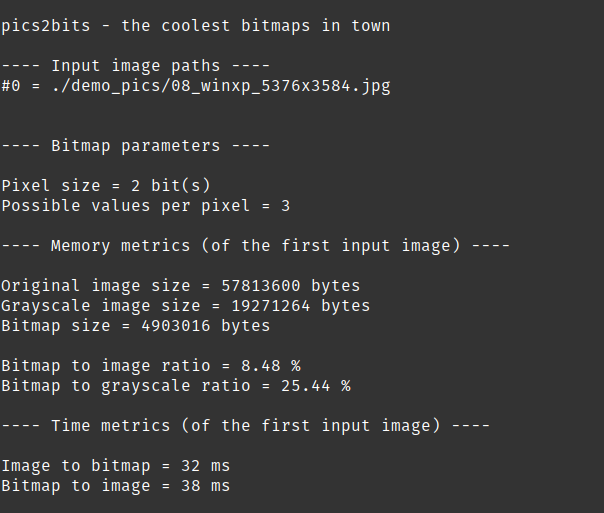 pics2bits - the coolest bitmaps in town
---- Input image paths ----
#0 = ./demo_pics/08_winxp_5376x3584.jpg
---- Bitmap parameters ----
Pixel size = 2 bit(s)
Possible values per pixel = 3
---- Memory metrics (of the first input image) ----
Original image size = 57813600 bytes
Grayscale image size = 19271264 bytes
Bitmap size = 4903016 bytes
Bitmap to image ratio = 8.48 %
Bitmap to grayscale ratio = 25.44 %
---- Time metrics (of the first input image) ----
Image to bitmap = 32 ms
Bitmap to image = 38 ms